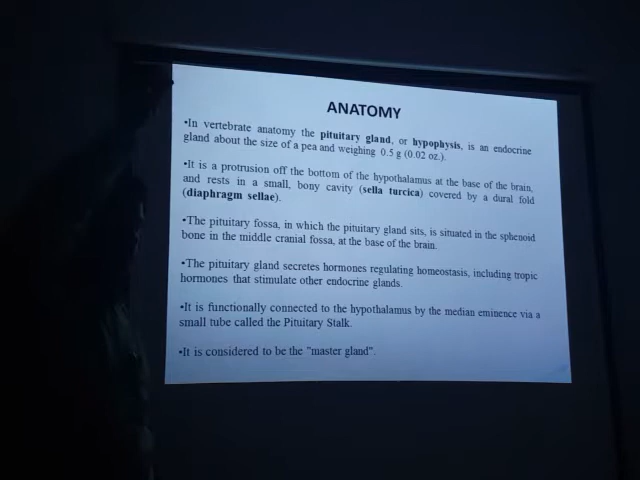 ANATOMY
•In vertebrate anatomy the pituitary gland, or hypophysis, is an endocrine
gland about the size of a pea and weighing 0.5 g (0.02 oz.).
•It is a protrusion off the bottom of the hypothalamus at the base of the brain,
and rests in a small, bony cavity (sella turcica) covered by a dural fold
(diaphragm sellae).
•The pituitary fossa, in which the pituitary gland sits, is situated in the sphenoid
bone in the middle cranial fossa, at the base of the brain.
•The pituitary gland secretes hormones regulating homeostasis, including tropic
hormones that stimulate other endocrine glands.
•It is functionally connected to the hypothalamus by the median eminence via a
small tube called the Pituitary Stalk.
•It is considered to be the "master gland".